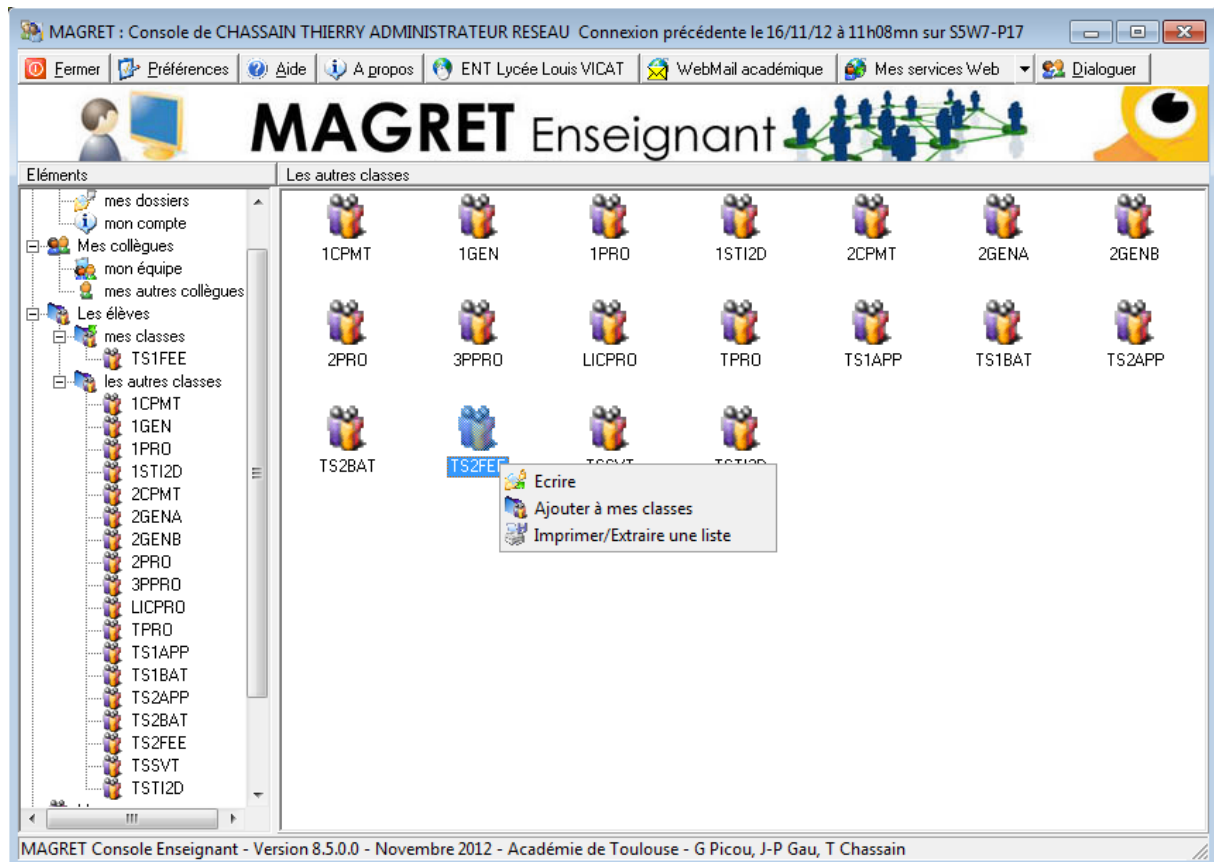 MAGRET : Console de CHASSAIN THIERRY ADMINISTRATEUR RESEAU Connexion précédente le 16/11/12 à 11h08mn sur S5W7-P17
Fermer Préférences Aide A propos ENT Lycée Louis VICAT WebMail académique Mes services Web Dialoguer
MAGRET Enseignant
Eléments
Les autres classes
mes dossiers
mon compte
Mes collègues
mon équipe
mes autres collègues
Les élèves
mes classes
TS1FEE
les autres classes
1CPMT
1GEN
1PRO
1STI2D
2CPMT
2GENA
2GENB
2PRO
3PPRO
LICPRO
TPRO
TS1APP
TS1BAT
TS2APP
TS2BAT
TS2FEE
TSSVT
TSTI2D
1CPMT 1GEN 1PRO 1STI2D 2CPMT 2GENA 2GENB
2PRO 3PPRO LICPRO TPRO TS1APP TS1BAT TS2APP
TS2BAT TS2FEE TSSVT TSTI2D
Ecrire
Ajouter à mes classes
Imprimer/Extraire une liste
MAGRET Console Enseignant - Version 8.5.0.0 - Novembre 2012 - Académie de Toulouse - G Picou, J-P Gau, T Chassain